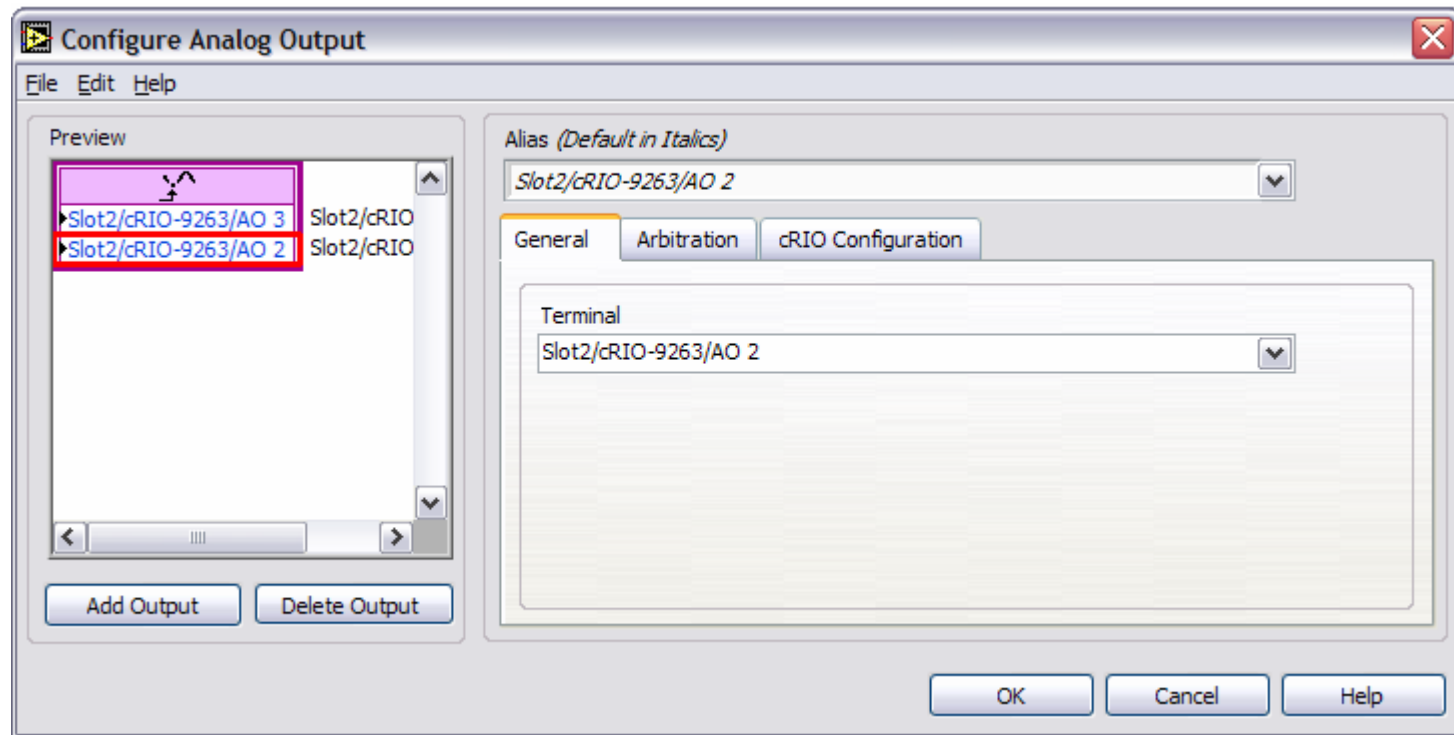 Configure Analog Output
File Edit Help
Preview
Slot2/cRIO-9263/AO 3 Slot2/cRIO
Slot2/cRIO-9263/AO 2 Slot2/cRIO
Add Output Delete Output
Alias (Default in Italics)
Slot2/cRIO-9263/AO 2
General Arbitration cRIO Configuration
Terminal
Slot2/cRIO-9263/AO 2
OK Cancel Help